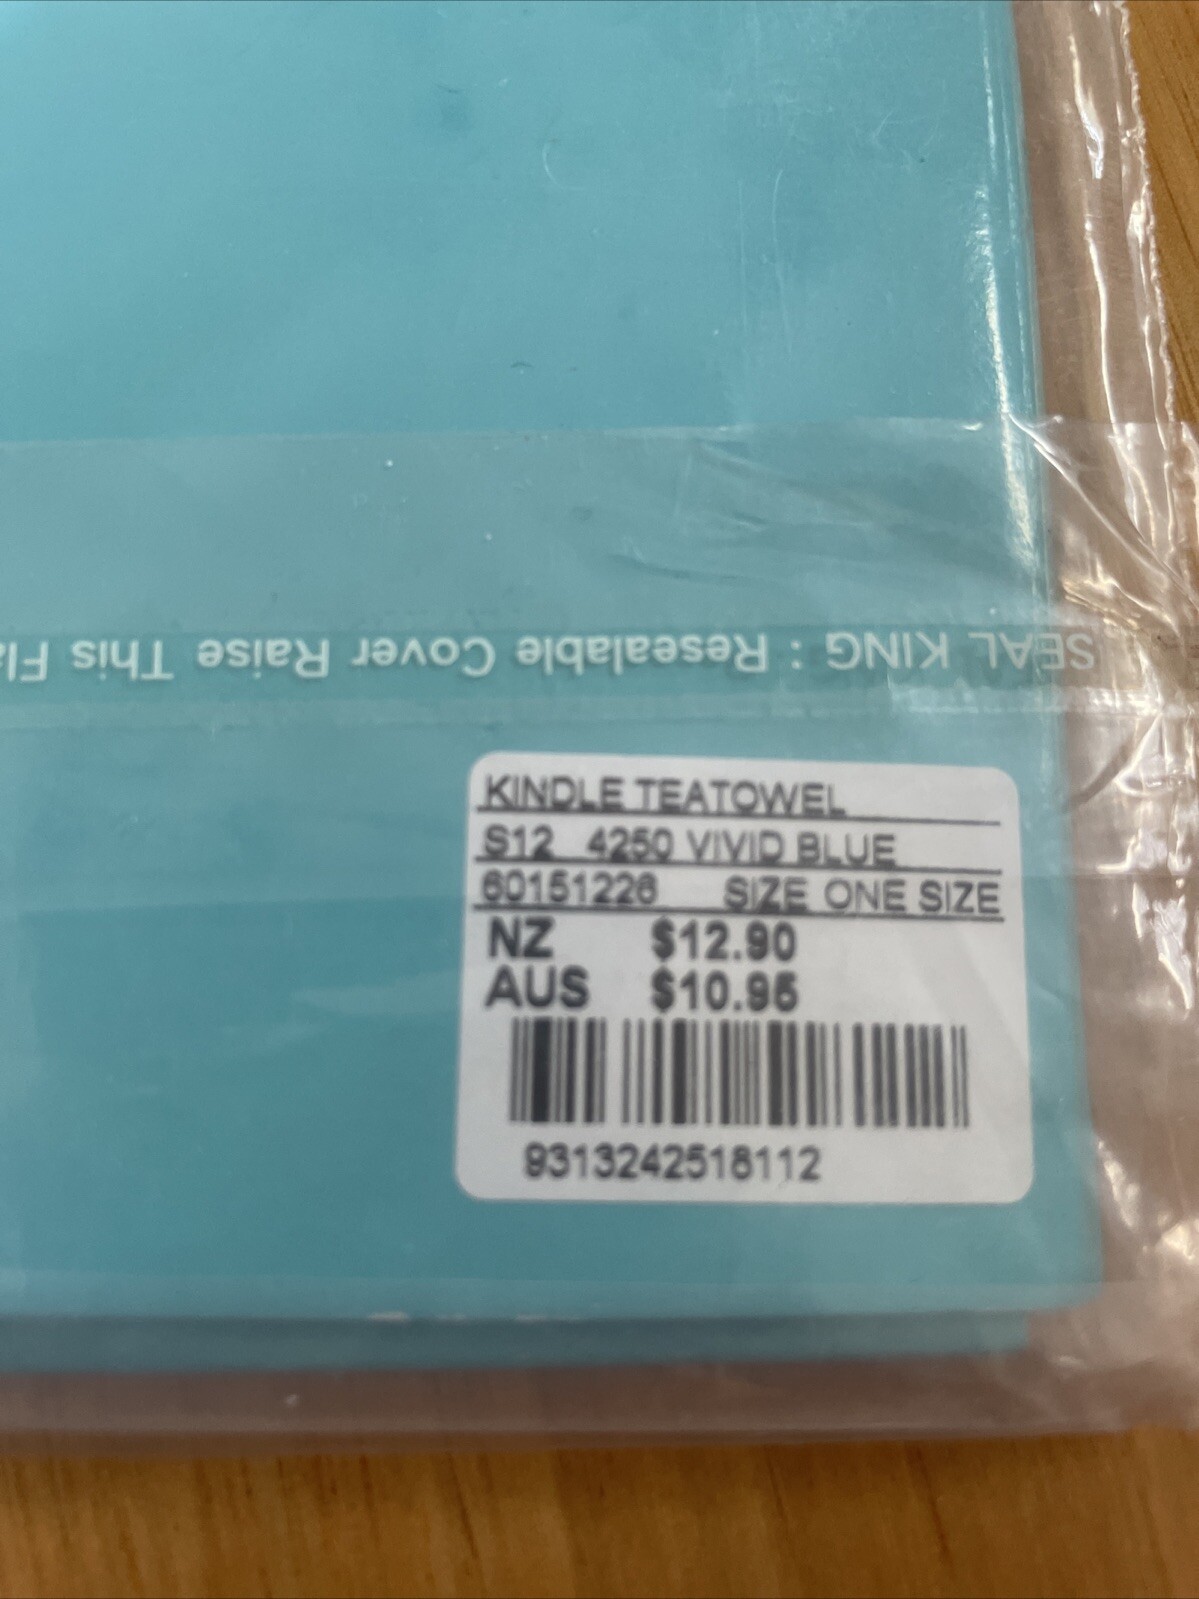 SEAL KING : Resealable Cover Raise This Fla
KINDLE TEATOWEL
S12 4250 VIVID BLUE
60151226 SIZE ONE SIZE
NZ $12.90
AUS $10.95
9313242518112